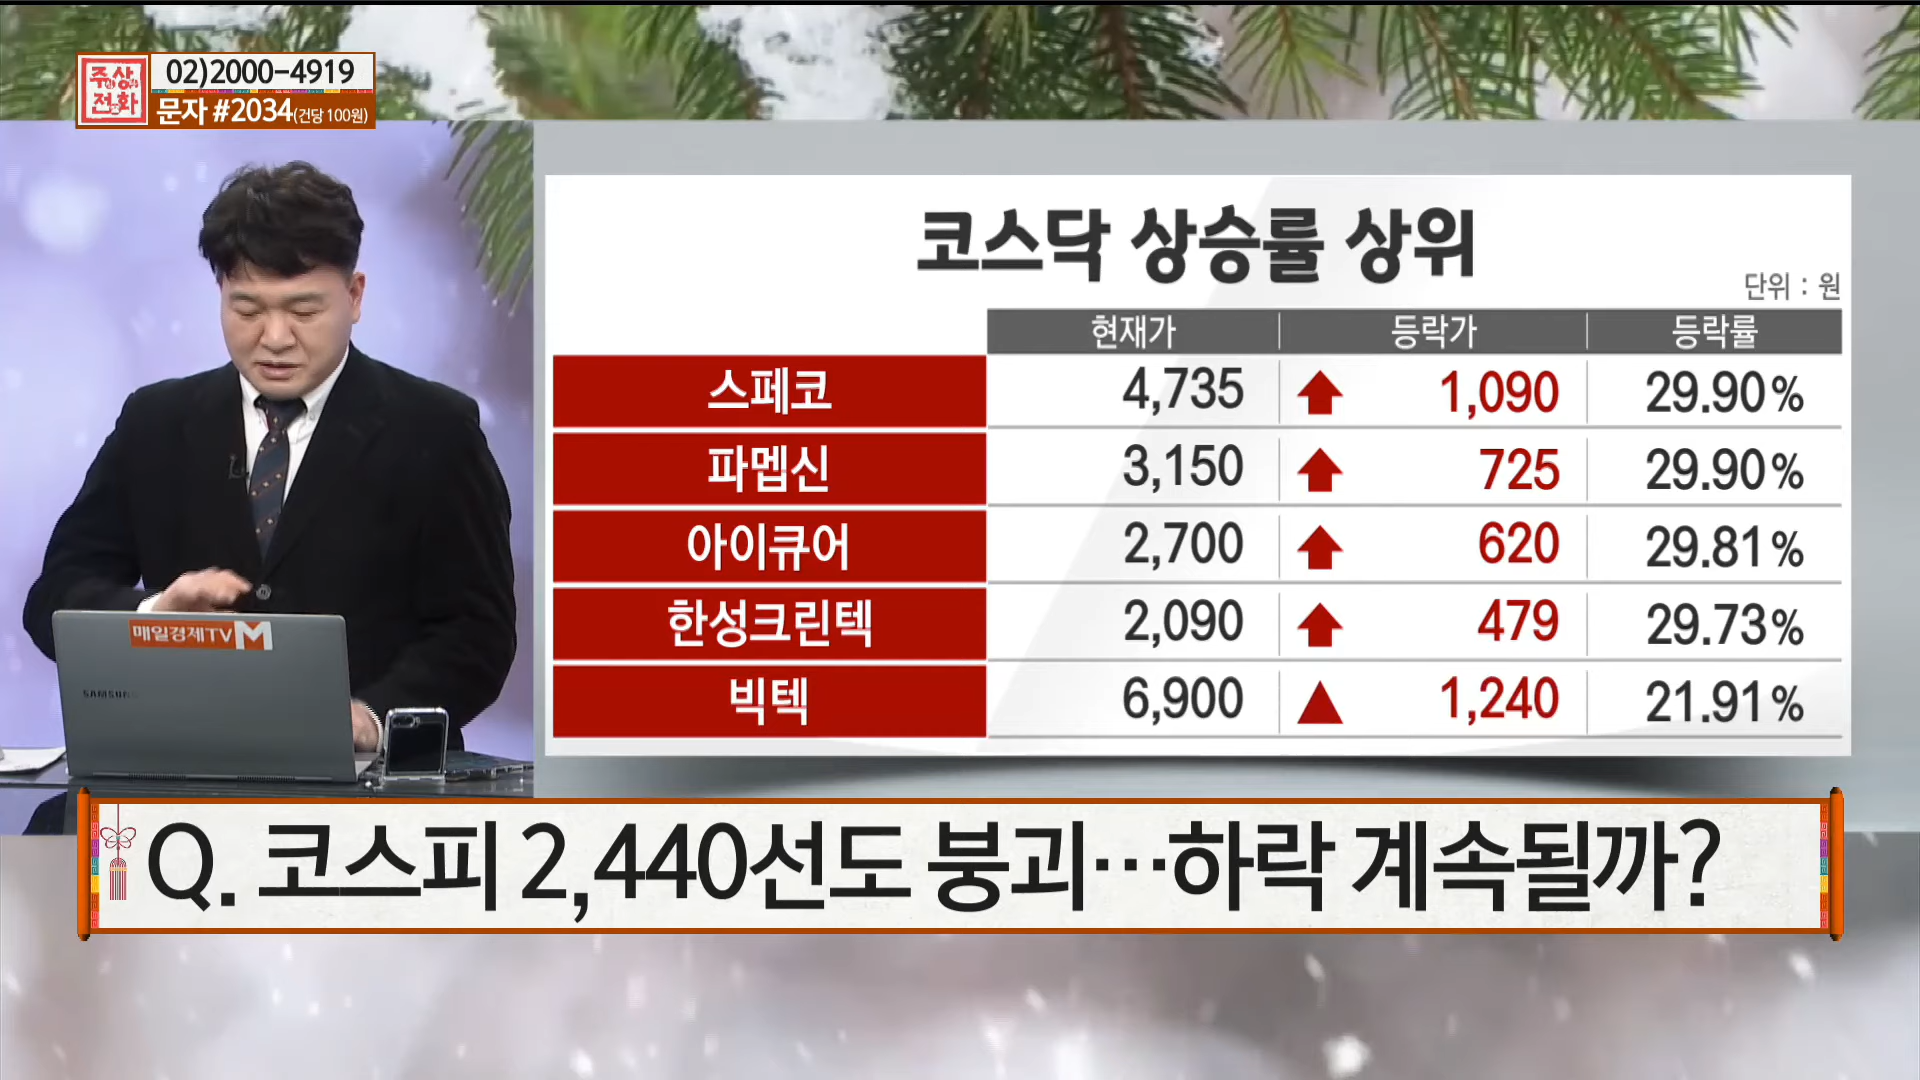 주상
전화
02)2000-4919
문자 #2034(건당 100원)
코스닥 상승률 상위
단위 : 원
현재가 등락가 등락률
스페코 4,735 1,090 29.90%
파멥신 3,150 725 29.90%
아이큐어 2,700 620 29.81%
한성크린텍 2,090 479 29.73%
빅텍 6,900 1,240 21.91%
매일경제TV M
SAMSUNG
Q. 코스피 2,440선도 붕괴…하락 계속될까?